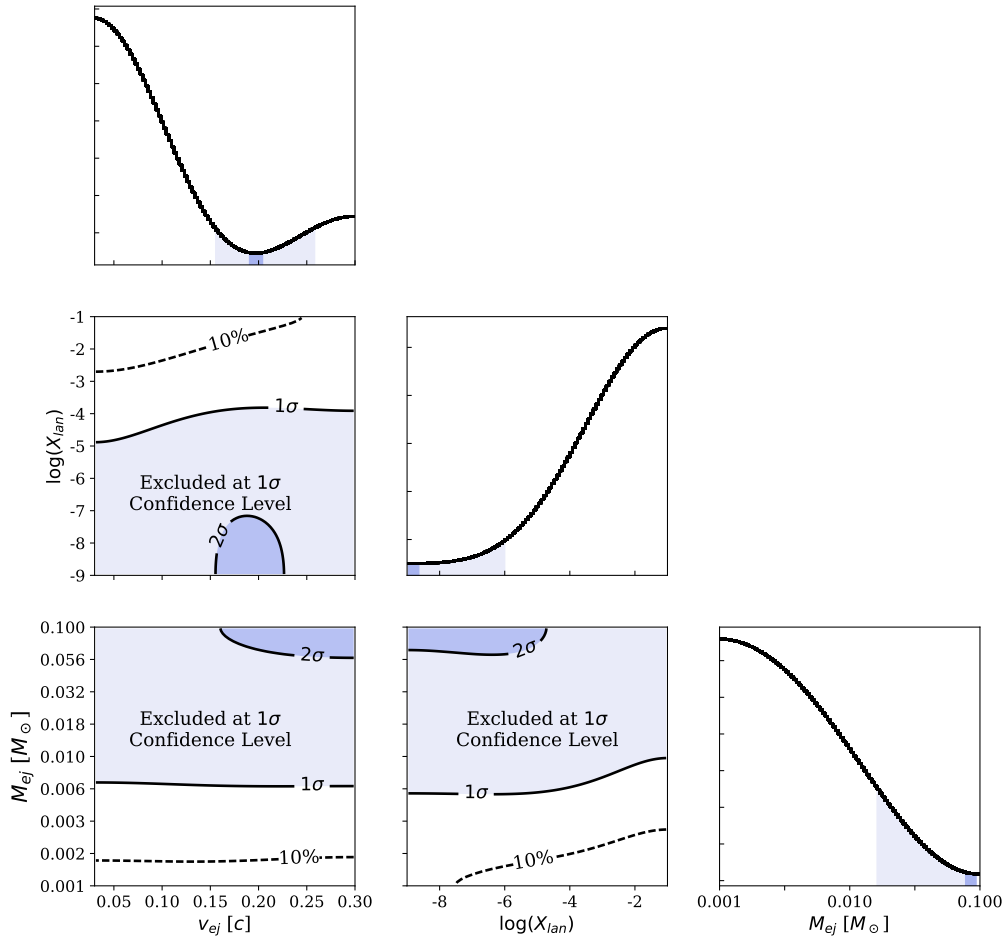 -1
-2
-3
-4
-5
-6
-7
-8
-9
log(X_lan)
10%
1σ
Excluded at 1σ
Confidence Level
2σ
0.100
0.056
0.032
0.018
0.010
0.006
0.003
0.002
0.001
M_ej [M_⊙]
2σ
Excluded at 1σ
Confidence Level
1σ
10%
0.05 0.10 0.15 0.20 0.25 0.30
v_ej [c]
2σ
Excluded at 1σ
Confidence Level
1σ
10%
-8 -6 -4 -2
log(X_lan)
0.001 0.010 0.100
M_ej [M_⊙]